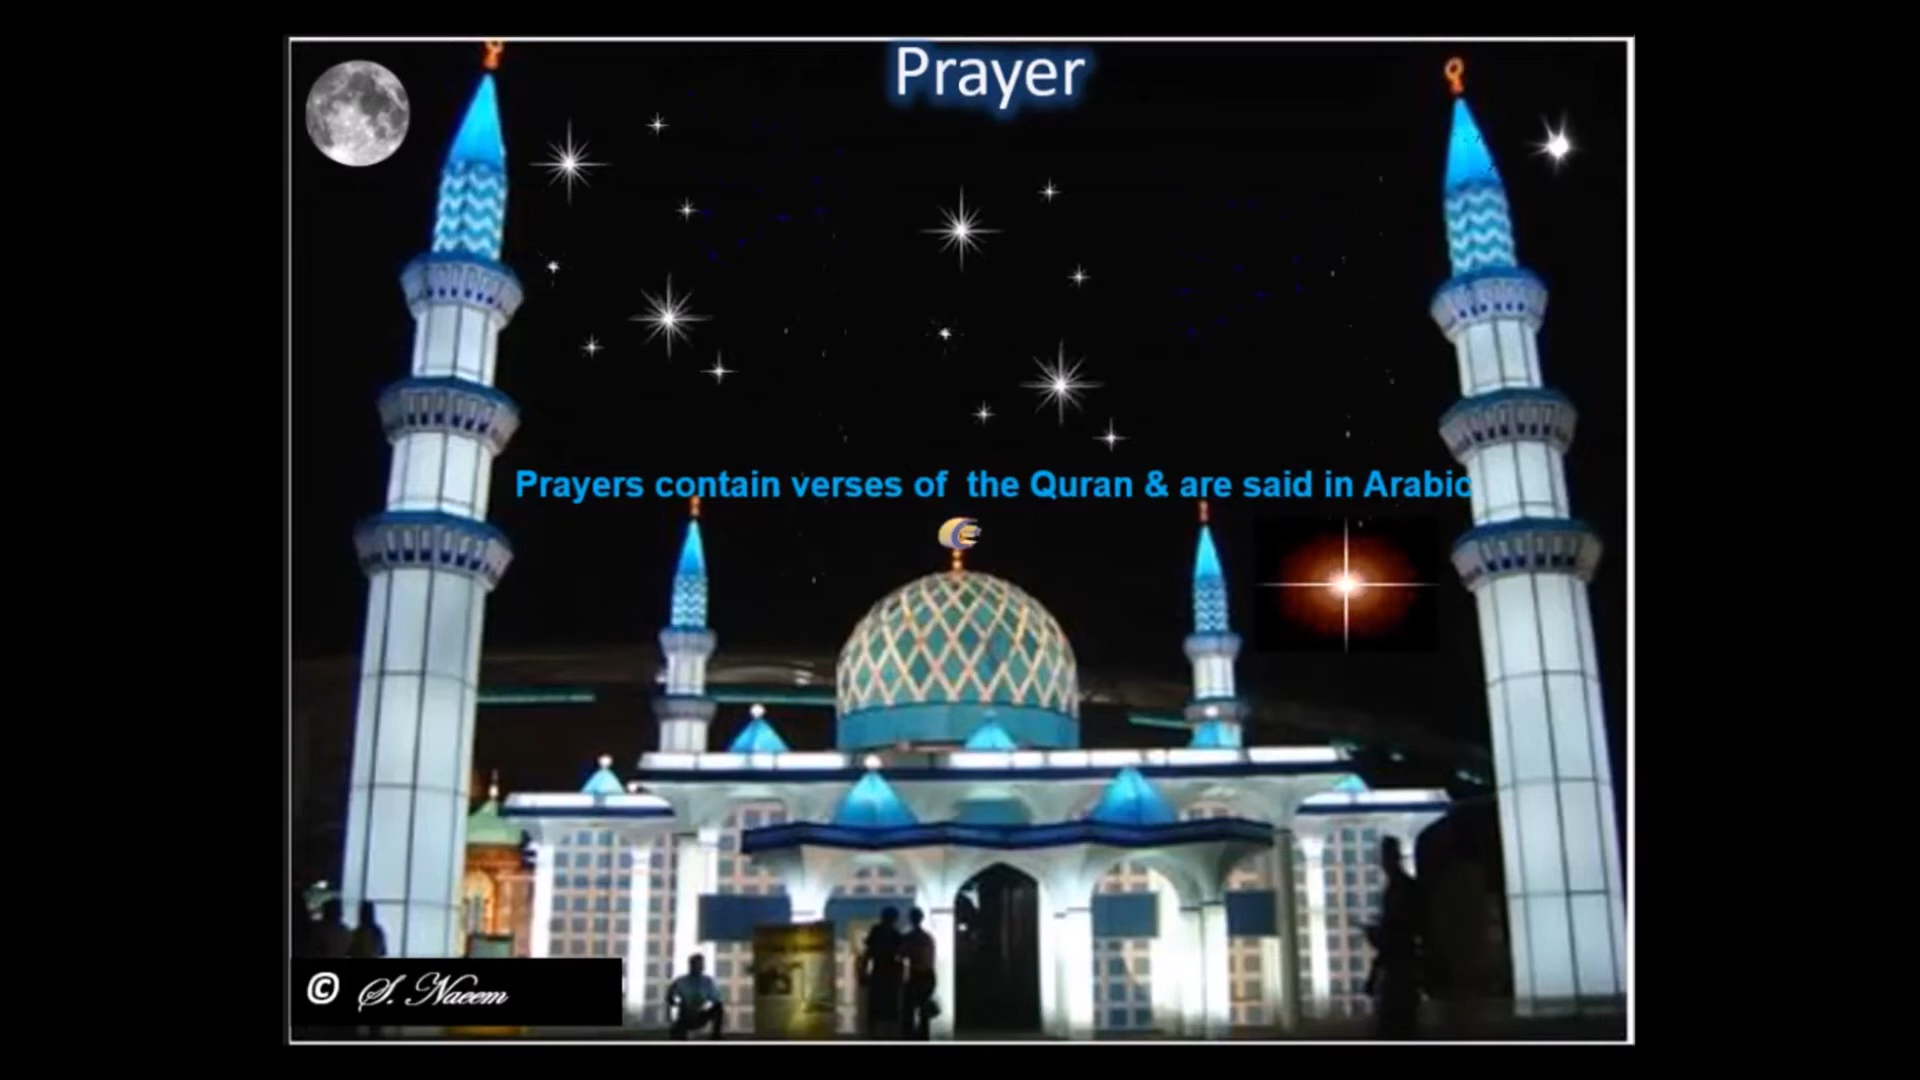 Prayer
Prayers contain verses of the Quran & are said in Arabic
© S. Naeem